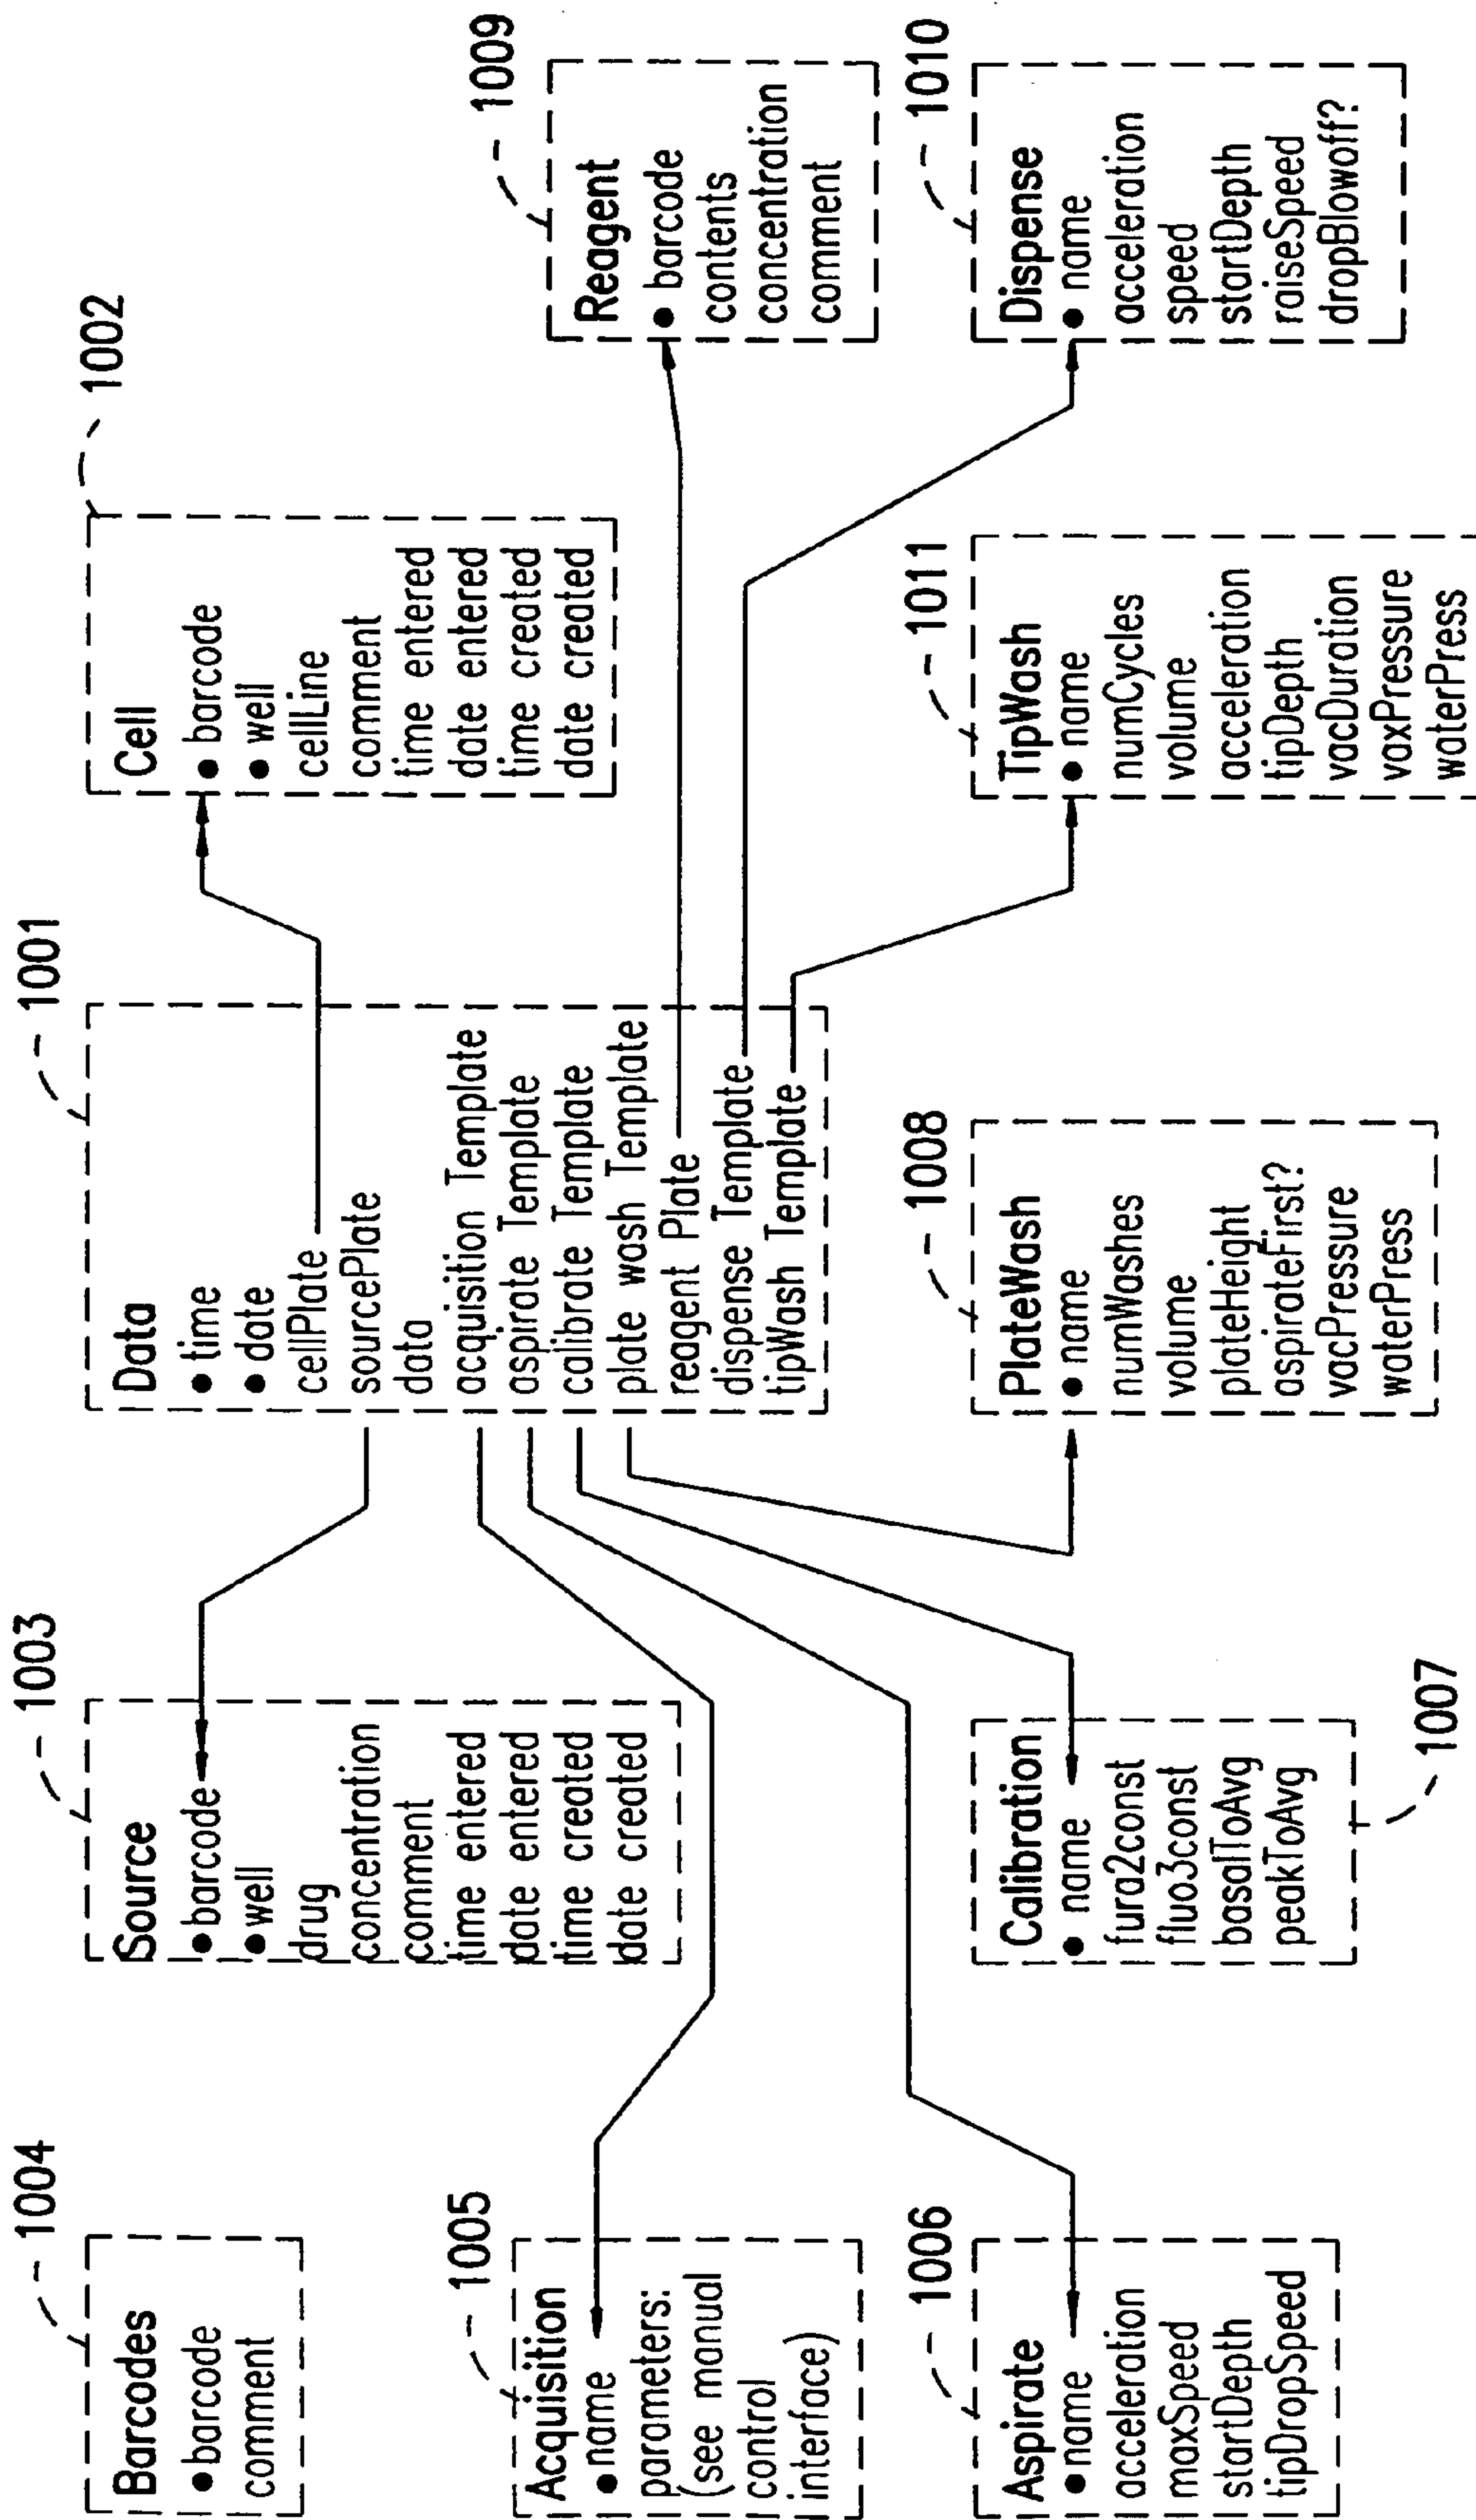 1004
Barcodes
• barcode
comment
1003
Source
• barcode
• well
drug
concentration
comment
time entered
date entered
time created
date created
1001
Data
• time
• date
cellPlate
sourcePlate
data
acquisition Template
aspirate Template
calibrate Template
plate wash Template
reagent Plate
dispense Template
tipWash Template
1002
Cell
• barcode
• well
cellLine
comment
time entered
date entered
time created
date created
1009
Reagent
• barcode
contents
concentration
comment
1005
Acquisition
• name
parameters:
(see manual
control
interface)
1006
Aspirate
• name
acceleration
maxSpeed
startDepth
tipDropSpeed
Calibration
• name
fura2const
fluo3const
basalToAvg
peakToAvg
1007
1008
PlateWash
• name
numWashes
volume
plateHeight
aspirateFirst?
vacPressure
waterPress
1011
TipWash
• name
numCycles
volume
acceleration
tipDepth
vacDuration
vaxPressure
waterPress
1010
Dispense
• name
acceleration
speed
startDepth
raiseSpeed
dropBlowoff?